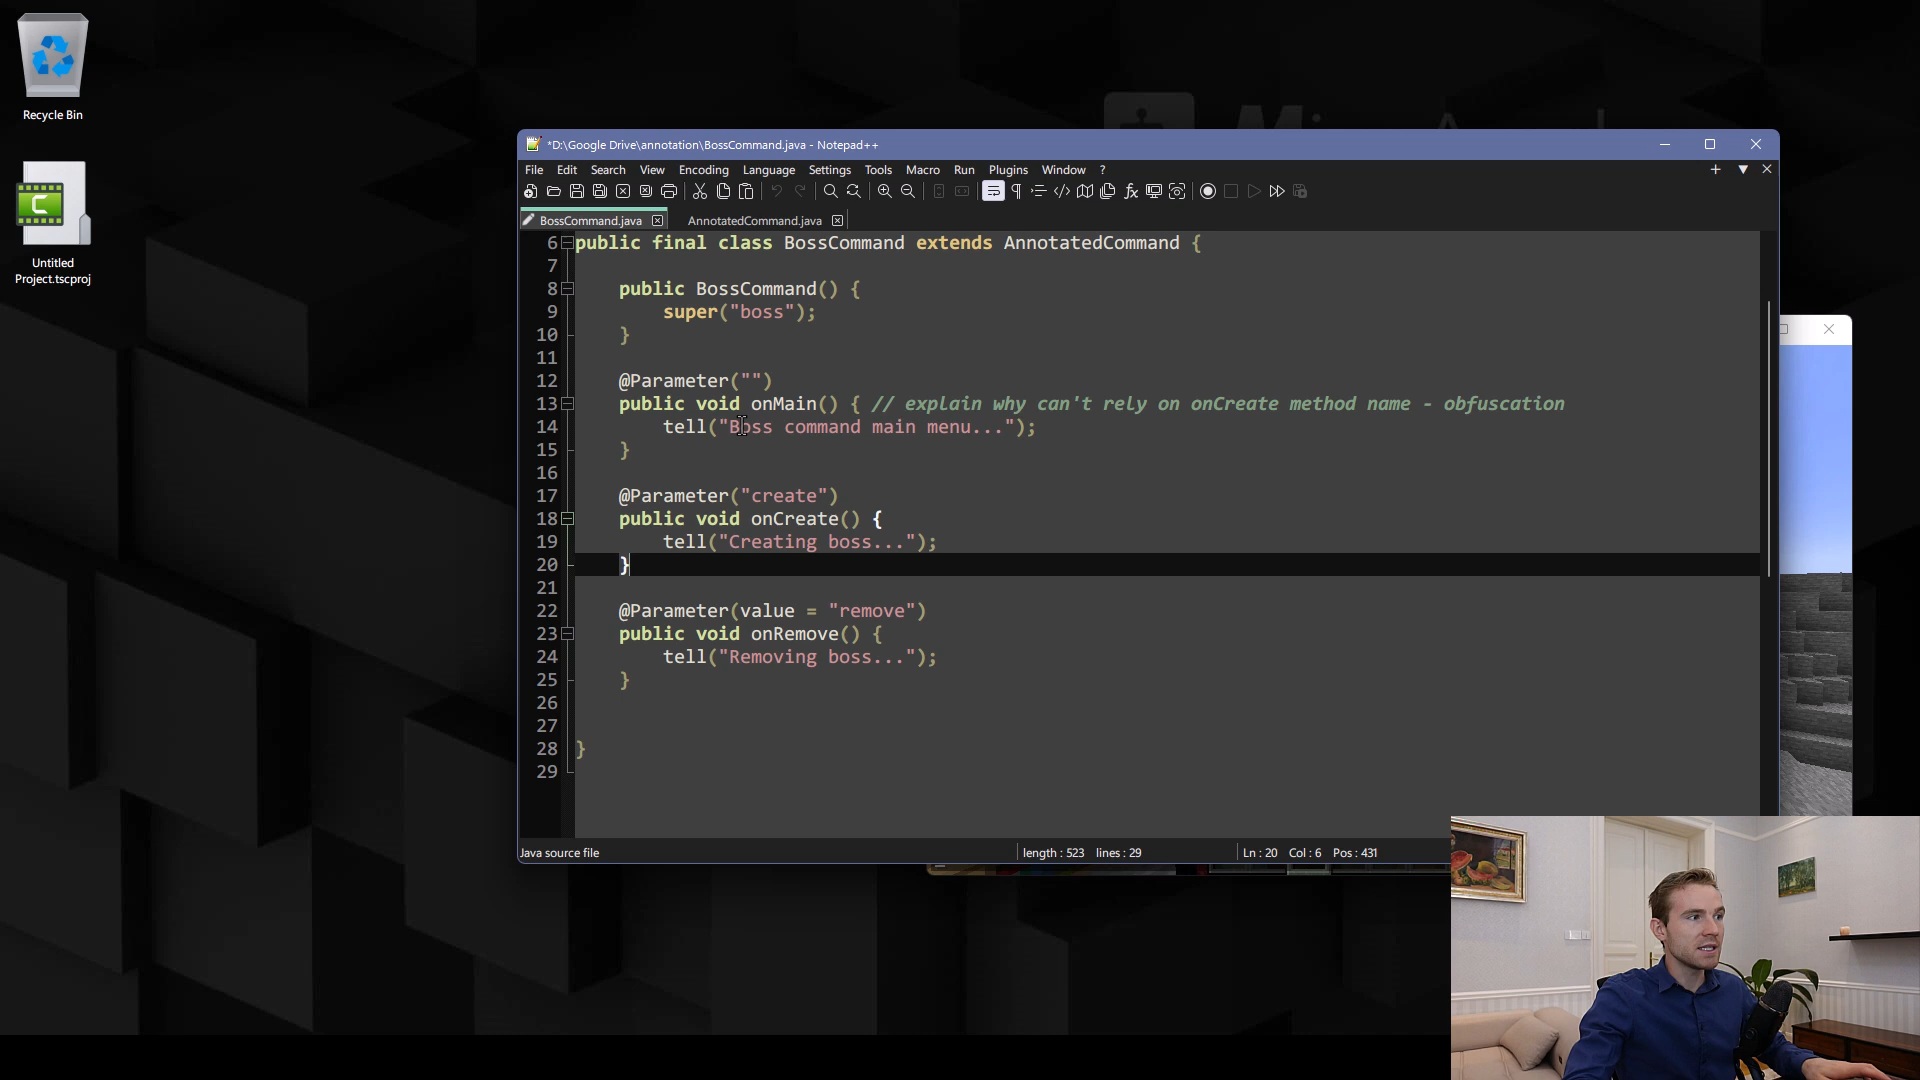 Recycle Bin
Untitled
Project.tscproj
*D:\Google Drive\annotation\BossCommand.java - Notepad++
File Edit Search View Encoding Language Settings Tools Macro Run Plugins Window ?
BossCommand.java AnnotatedCommand.java
6 public final class BossCommand extends AnnotatedCommand {
7
8 public BossCommand() {
9 super("boss");
10 }
11
12 @Parameter("")
13 public void onMain() { // explain why can't rely on onCreate method name - obfuscation
14 tell("Boss command main menu...");
15 }
16
17 @Parameter("create")
18 public void onCreate() {
19 tell("Creating boss...");
20 }
21
22 @Parameter(value = "remove")
23 public void onRemove() {
24 tell("Removing boss...");
25 }
26
27
28 }
29
Java source file length : 523 lines : 29 Ln : 20 Col : 6 Pos : 431